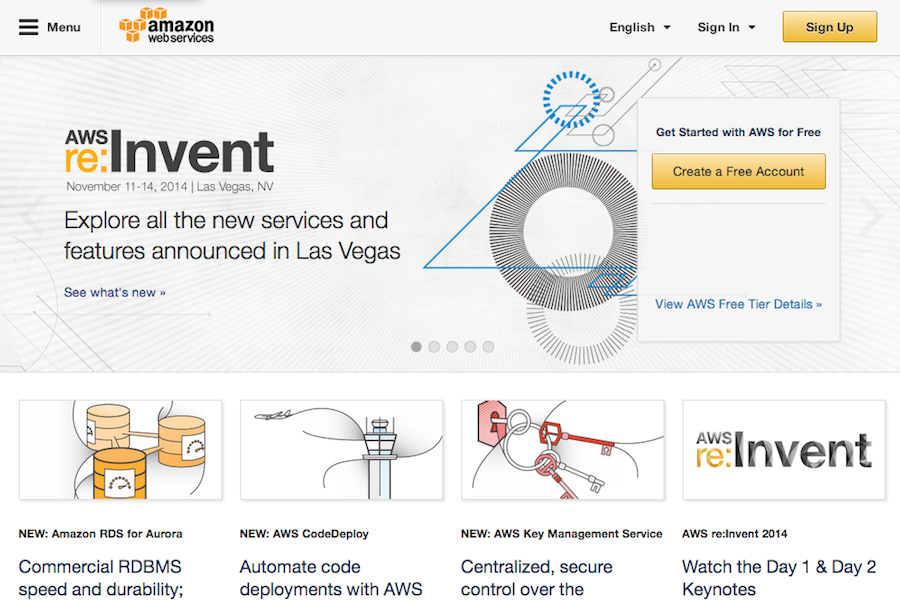 Menu
amazon
webservices
English
Sign In
Sign Up
AWS
re:Invent
November 11-14, 2014 | Las Vegas, NV
Explore all the new services and
features announced in Las Vegas
See what's new »
Get Started with AWS for Free
Create a Free Account
View AWS Free Tier Details »
AWS
re:Invent
NEW: Amazon RDS for Aurora
Commercial RDBMS
speed and durability;
NEW: AWS CodeDeploy
Automate code
deployments with AWS
NEW: AWS Key Management Service
Centralized, secure
control over the
AWS re:Invent 2014
Watch the Day 1 & Day 2
Keynotes